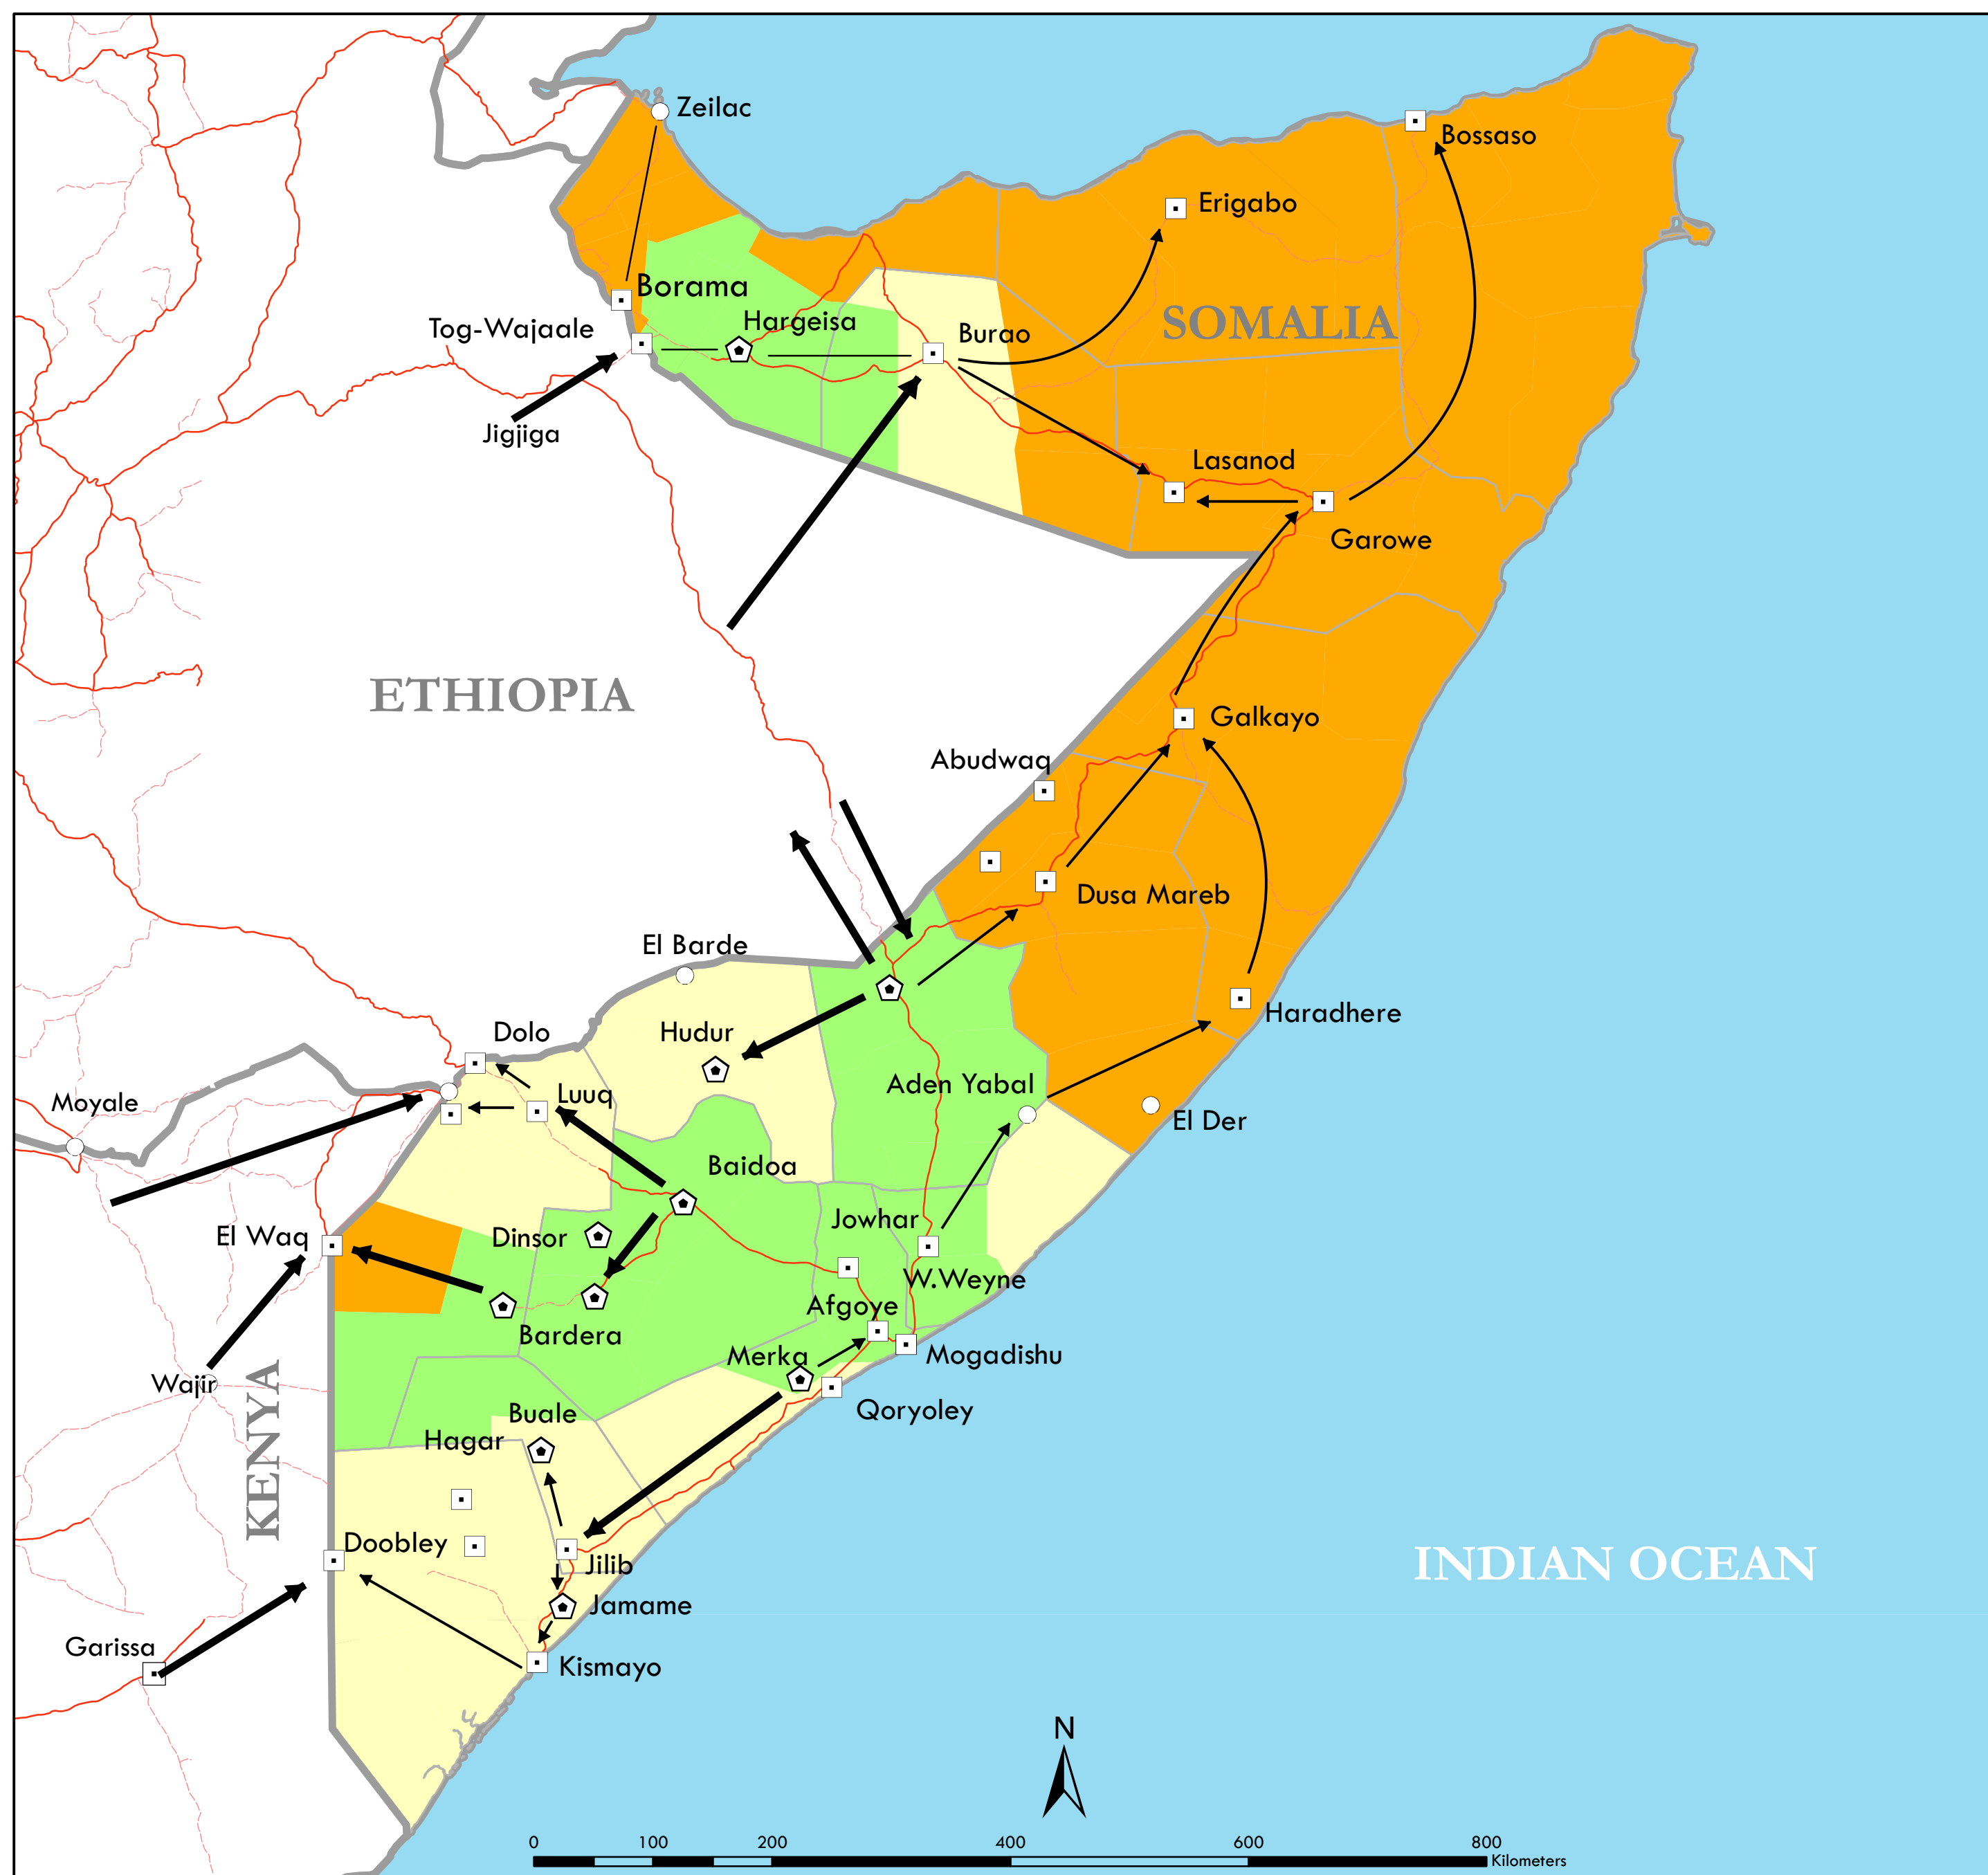 Zeilac
Bossaso
Erigabo
Borama
SOMALIA
Tog-Wajaale
Hargeisa
Burao
Jigjiga
Lasanod
Garowe
ETHIOPIA
Galkayo
Abudwaq
Dusa Mareb
El Barde
Haradhere
Dolo
Hudur
Aden Yabal
Luuq
Moyale
El Der
Baidoa
Jowhar
El Waq
Dinsor
W.Weyne
Afgoye
Bardera
Merka
Mogadishu
Wajir
KENYA
Qoryoley
Buale
Hagar
Doobley
Jilib
INDIAN OCEAN
Jamame
Garissa
Kismayo
N
0 100 200 400 600 800
Kilometers